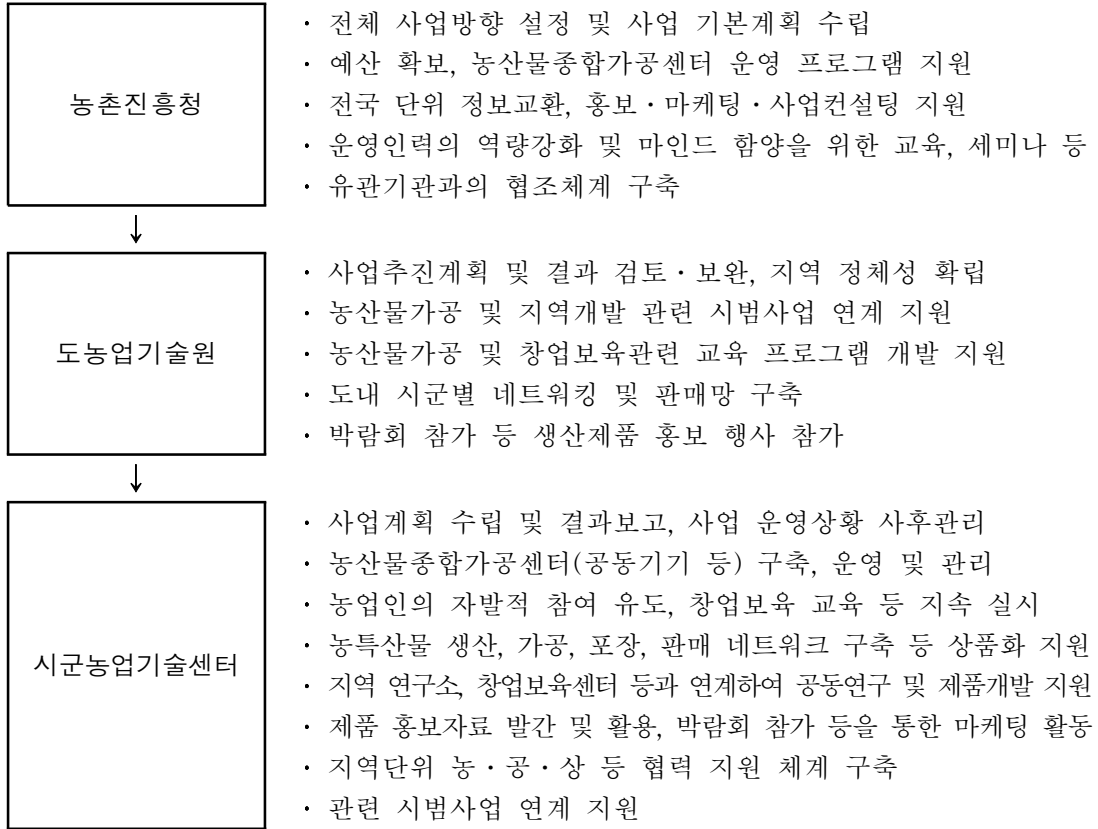 농촌진흥청
· 전체 사업방향 설정 및 사업 기본계획 수립
· 예산 확보, 농산물종합가공센터 운영 프로그램 지원
· 전국 단위 정보교환, 홍보·마케팅·사업컨설팅 지원
· 운영인력의 역량강화 및 마인드 함양을 위한 교육, 세미나 등
· 유관기관과의 협조체계 구축
↓
도농업기술원
· 사업추진계획 및 결과 검토·보완, 지역 정체성 확립
· 농산물가공 및 지역개발 관련 시범사업 연계 지원
· 농산물가공 및 창업보육관련 교육 프로그램 개발 지원
· 도내 시군별 네트워킹 및 판매망 구축
· 박람회 참가 등 생산제품 홍보 행사 참가
↓
시군농업기술센터
· 사업계획 수립 및 결과보고, 사업 운영상황 사후관리
· 농산물종합가공센터(공동기기 등) 구축, 운영 및 관리
· 농업인의 자발적 참여 유도, 창업보육 교육 등 지속 실시
· 농특산물 생산, 가공, 포장, 판매 네트워크 구축 등 상품화 지원
· 지역 연구소, 창업보육센터 등과 연계하여 공동연구 및 제품개발 지원
· 제품 홍보자료 발간 및 활용, 박람회 참가 등을 통한 마케팅 활동
· 지역단위 농·공·상 등 협력 지원 체계 구축
· 관련 시범사업 연계 지원